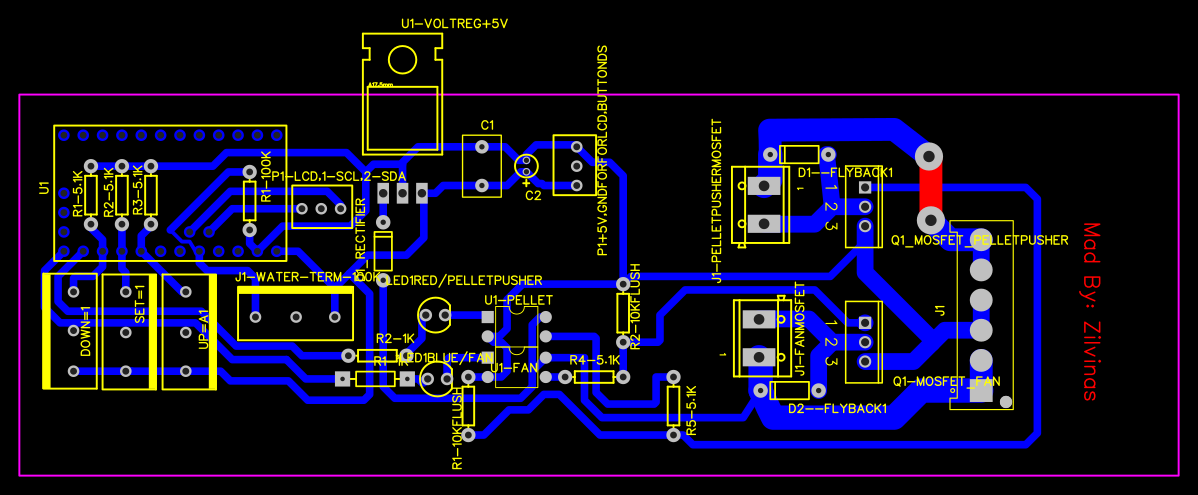 U1-VOLTREG+5V
A17.5mm
P1+5V.GNDFORFORLCD.BUTTONDS
C1
C2
+
U1
R1-5.1K
R2-5.1K
R3-5.1K
R1-100K
P1-LCD.1-SCL.2-SDA
RECTIFIER
J1-WATER-TERM-100K
LED1RED/PELLETPUSHER
U1-PELLET
U1-FAN
R2-1K
LED1BLUE/FAN
R1-10KFLUSH
R4-5.1K
R2-10KFLUSH
R5-5.1K
DOWN=1
SET=1
UP=A1
J1-PELLETPUSHERMOSFET
D1--FLYBACK1
1
2
3
Q1_MOSFET_PELLETPUSHER
J1-FANMOSFET
1
2
3
D2--FLYBACK1
Q1-MOSFET_FAN
J1
Mad By: Zilvinas